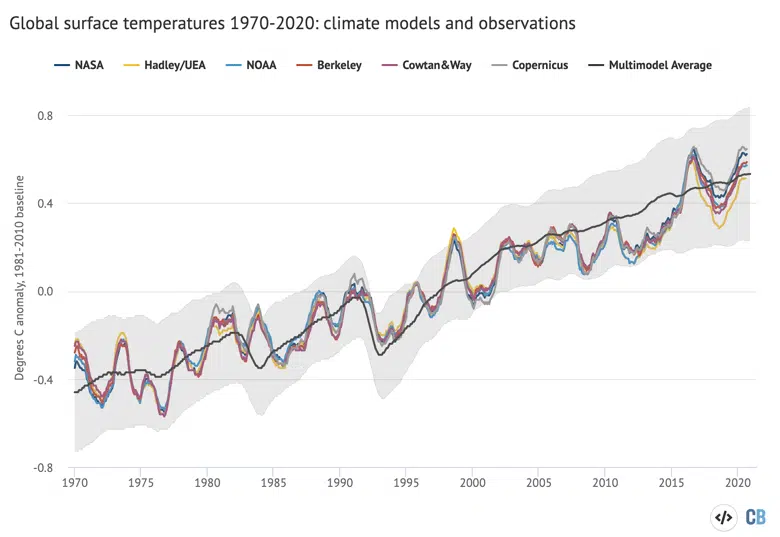 Global surface temperatures 1970-2020: climate models and observations
NASA Hadley/UEA NOAA Berkeley Cowtan&Way Copernicus Multimodel Average
Degrees C anomaly, 1981-2010 baseline
0.8
0.4
0.0
-0.4
-0.8
1970 1975 1980 1985 1990 1995 2000 2005 2010 2015 2020
</> CB